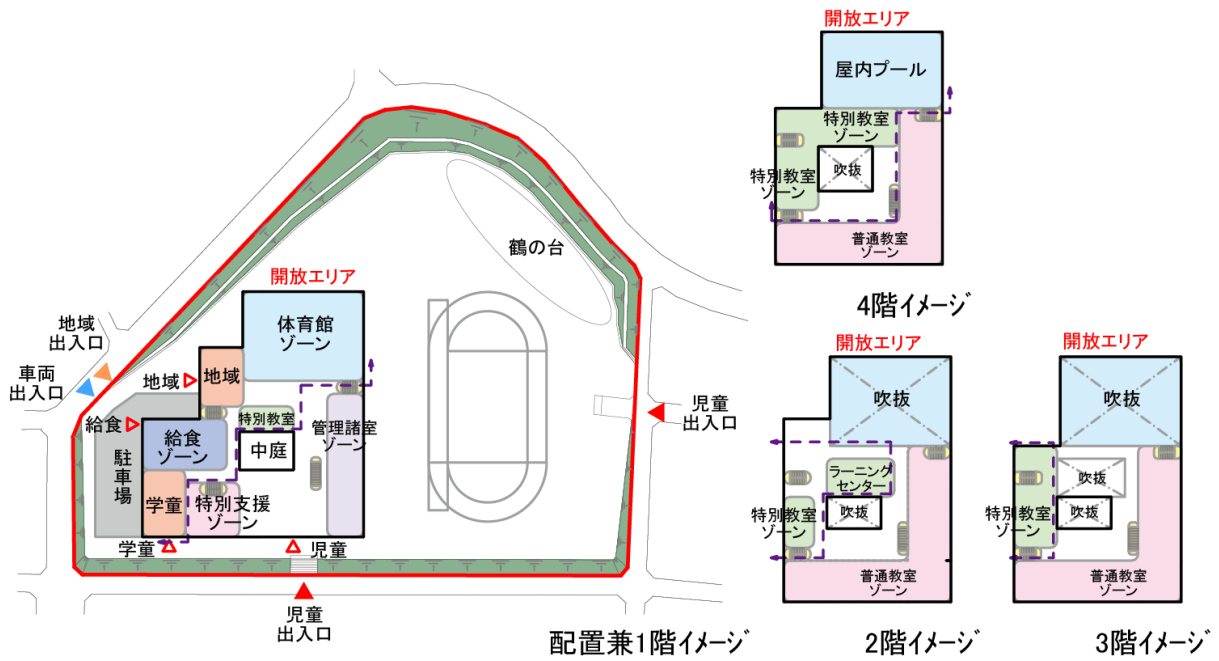 開放エリア
屋内プール
特別教室
ゾーン
吹抜
特別教室
ゾーン
普通教室
ゾーン
4階イメージ
鶴の台
開放エリア
体育館
ゾーン
地域
出入口
車両
出入口
地域
地域
給食
給食
ゾーン
特別教室
中庭
管理諸室
ゾーン
駐車場
学童
特別支援
ゾーン
学童
児童
児童
出入口
児童
出入口
配置兼1階イメージ
開放エリア
吹抜
ラーニング
センター
特別教室
ゾーン
吹抜
普通教室
ゾーン
2階イメージ
開放エリア
吹抜
吹抜
特別教室
ゾーン
吹抜
普通教室
ゾーン
3階イメージ